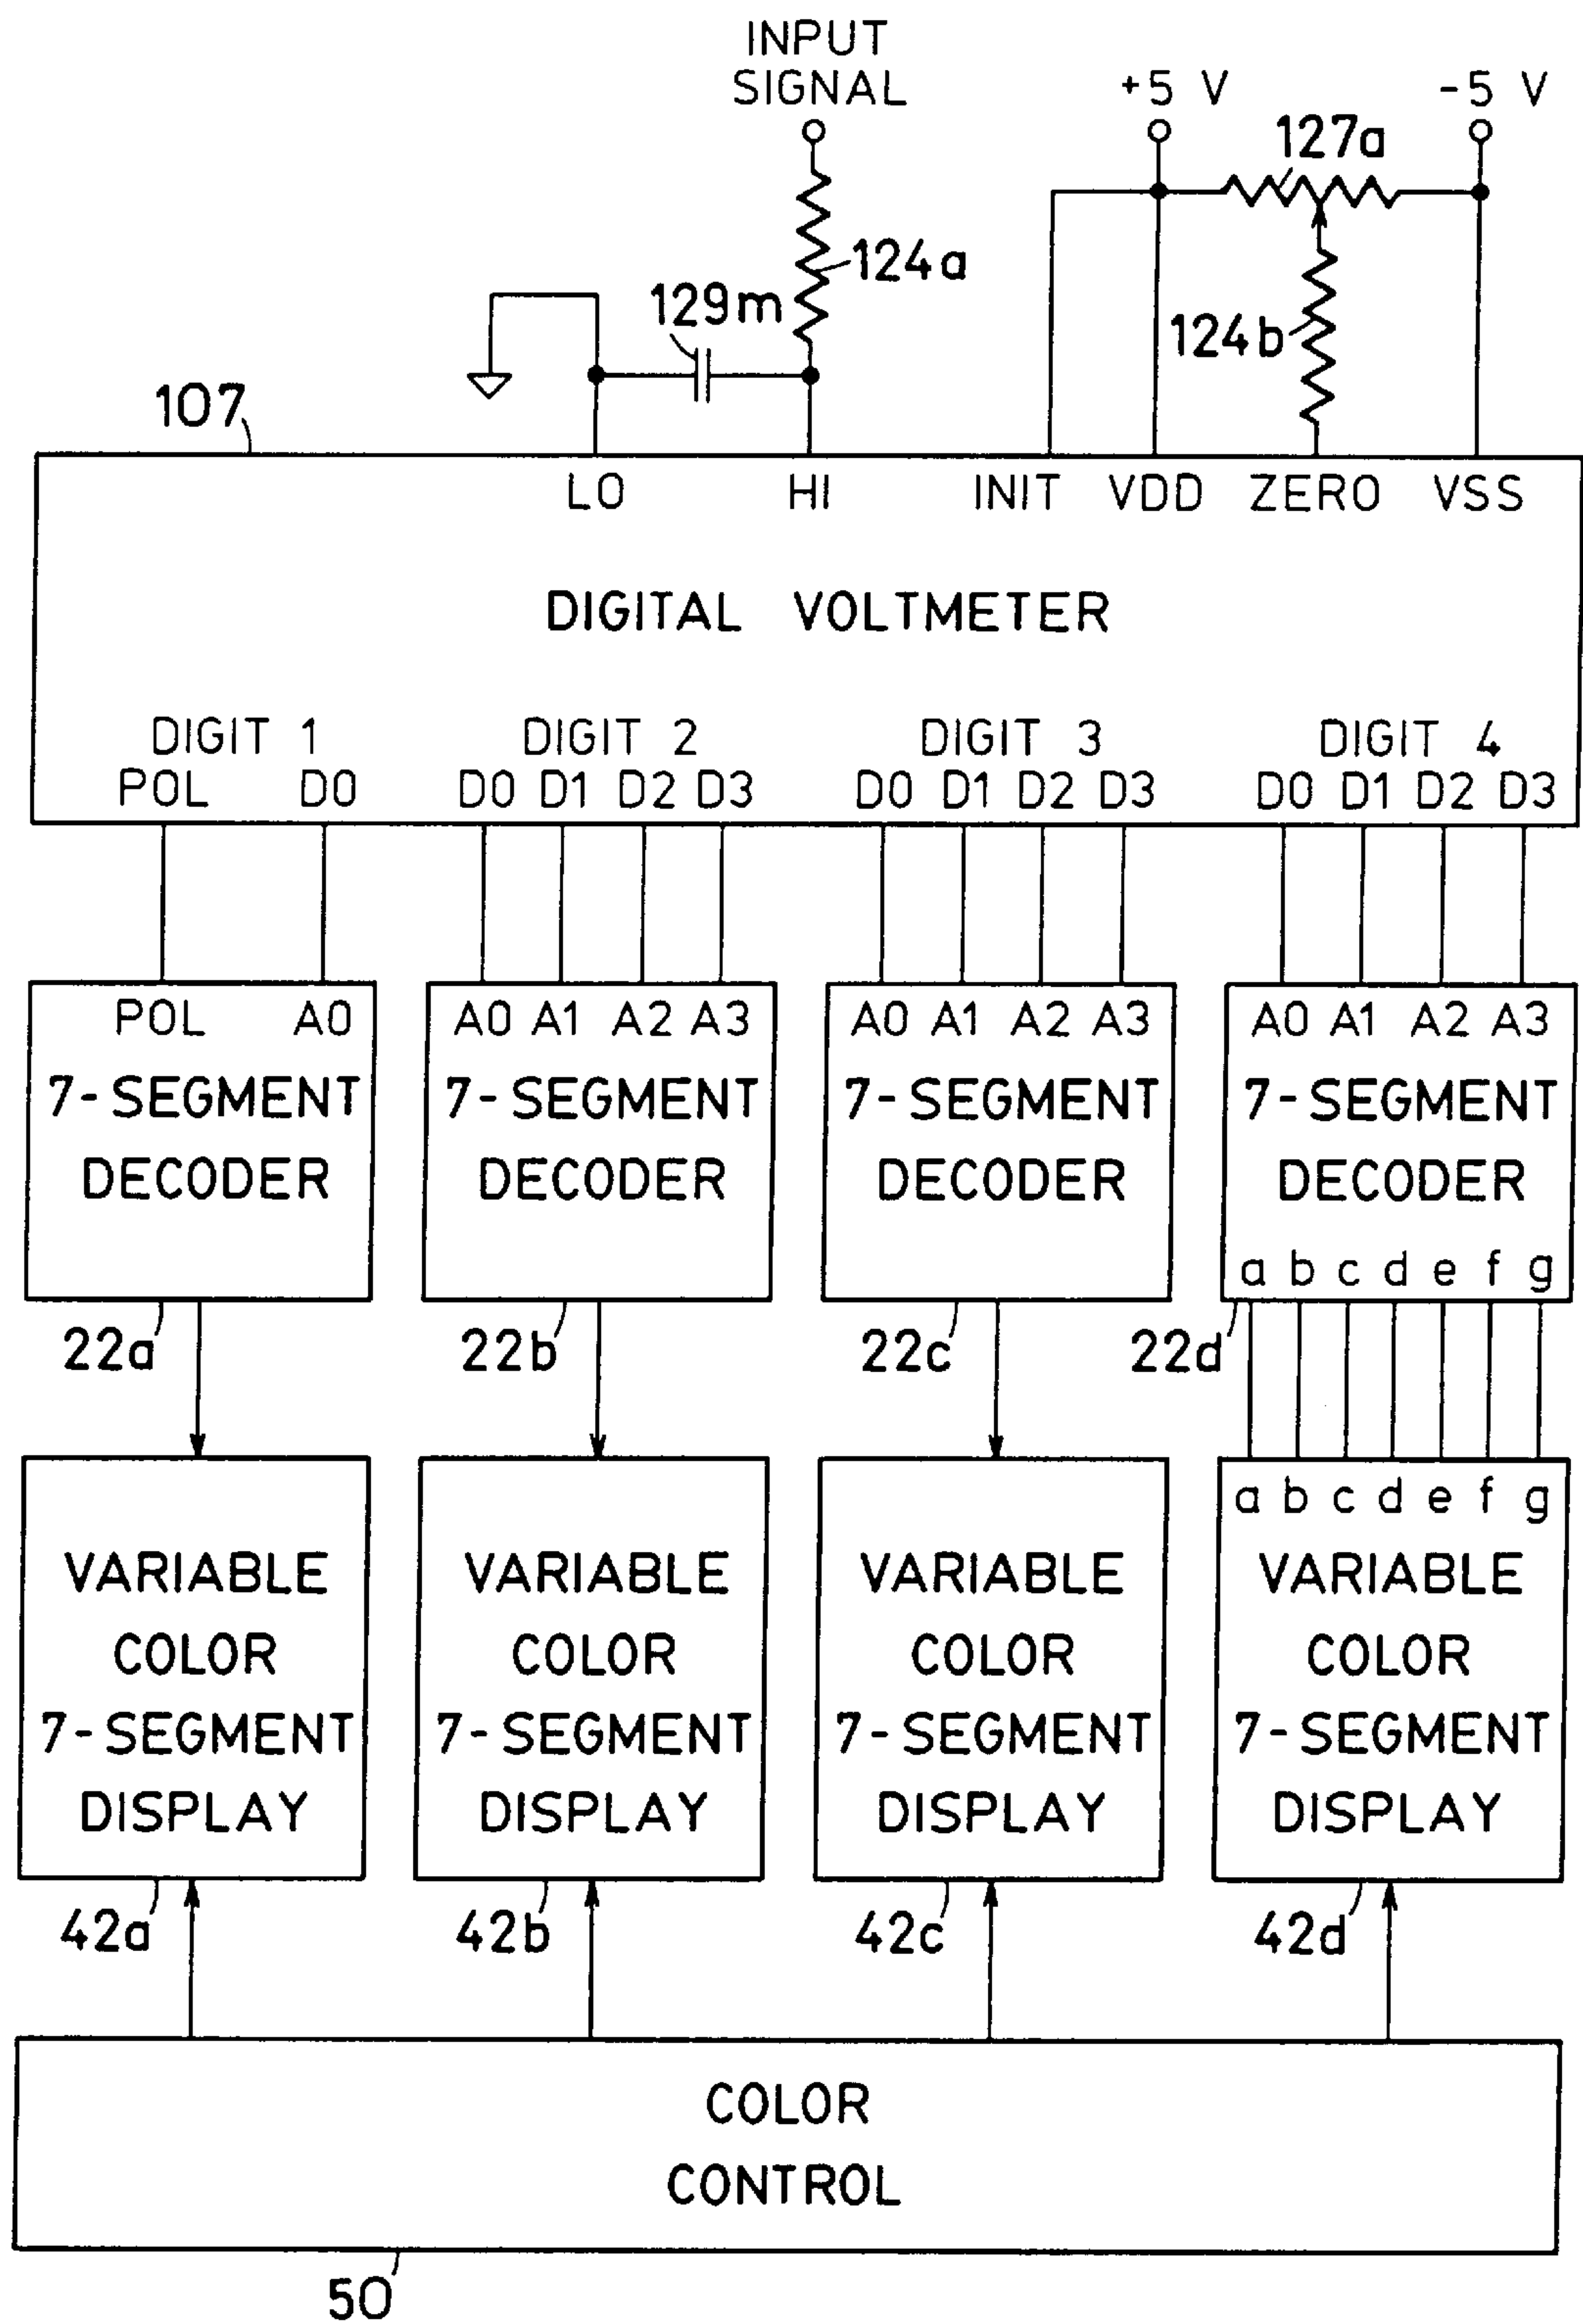 INPUT
SIGNAL
+5 V
-5 V
127a
124a
129m
124b
107
LO HI INIT VDD ZERO VSS
DIGITAL VOLTMETER
DIGIT 1 DIGIT 2 DIGIT 3 DIGIT 4
POL D0 D0 D1 D2 D3 D0 D1 D2 D3 D0 D1 D2 D3
POL A0 A0 A1 A2 A3 A0 A1 A2 A3 A0 A1 A2 A3
7-SEGMENT 7-SEGMENT 7-SEGMENT 7-SEGMENT
DECODER DECODER DECODER DECODER
a b c d e f g
22a 22b 22c 22d
a b c d e f g
VARIABLE VARIABLE VARIABLE VARIABLE
COLOR COLOR COLOR COLOR
7-SEGMENT 7-SEGMENT 7-SEGMENT 7-SEGMENT
DISPLAY DISPLAY DISPLAY DISPLAY
42a 42b 42c 42d
COLOR
CONTROL
50